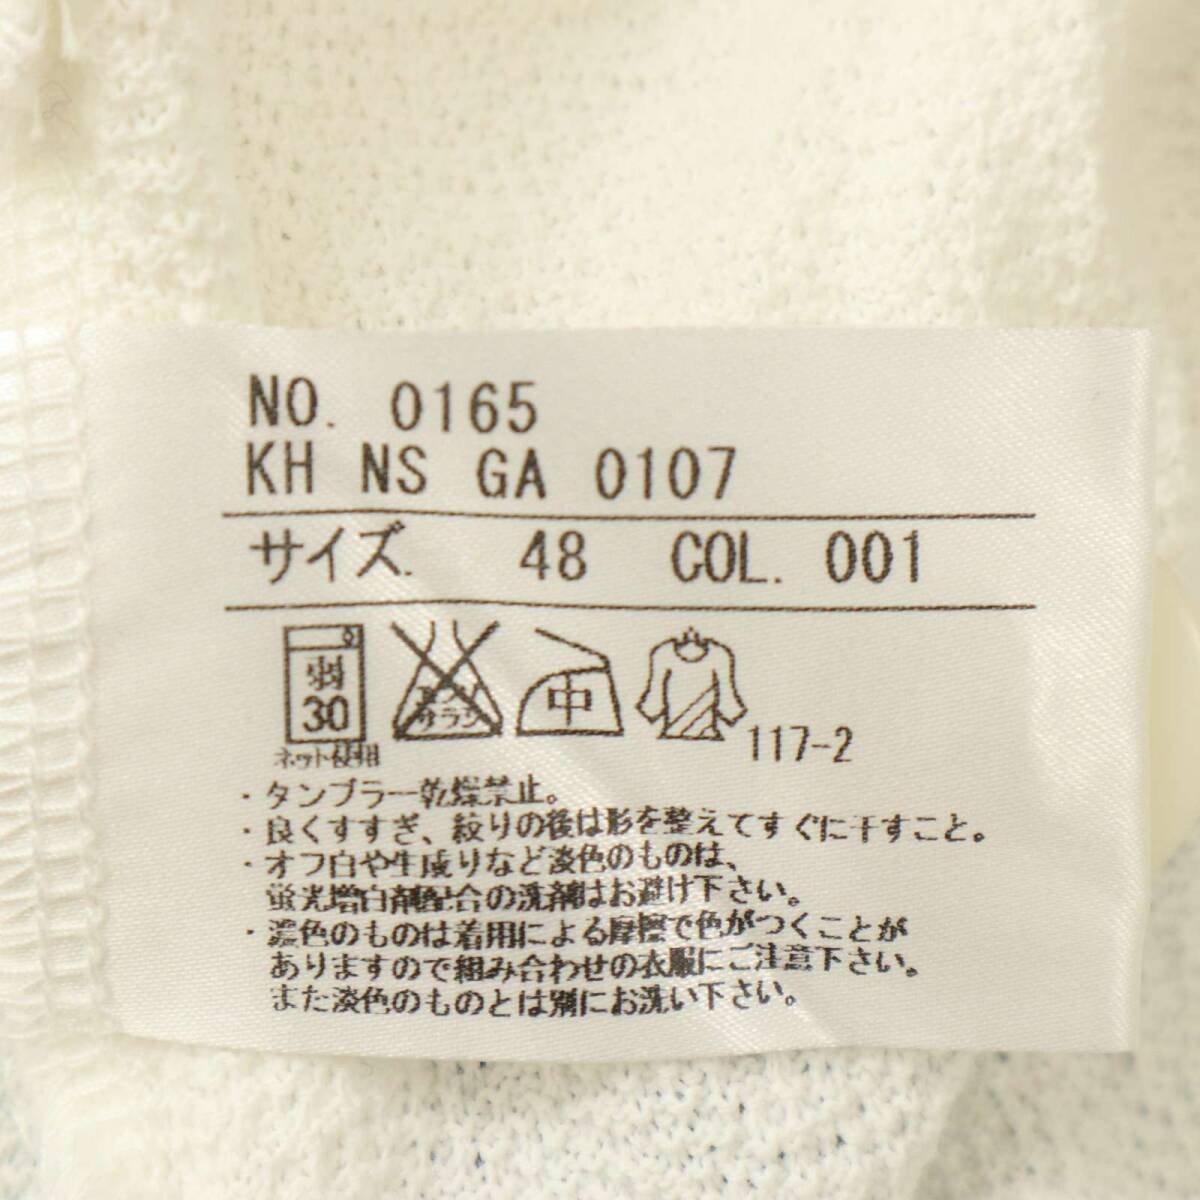 NO. 0165
KH NS GA 0107
サイズ. 48 COL. 001
弱
30
ネット使用
エンソ
サラシ
中
117-2
・タンブラー乾燥禁止。
・良くすすぎ、絞りの後は形を整えてすぐに干すこと。
・オフ白や生成りなど淡色のものは、
蛍光増白剤配合の洗剤はお避け下さい。
・濃色のものは着用による摩擦で色がつくことが
ありますので組み合わせの衣服にご注意下さい。
また淡色のものとは別にお洗い下さい。